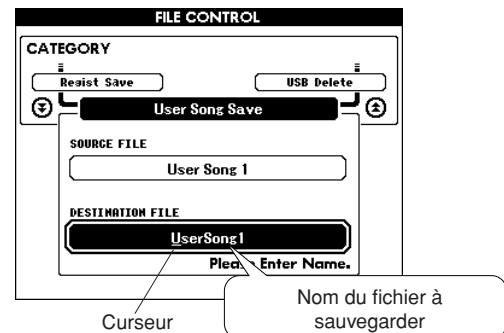 FILE CONTROL
CATEGORY
Regist Save
USB Delete
User Song Save
SOURCE FILE
User Song 1
DESTINATION FILE
UserSong1
Please Enter Name.
Curseur
Nom du fichier à
sauvegarder